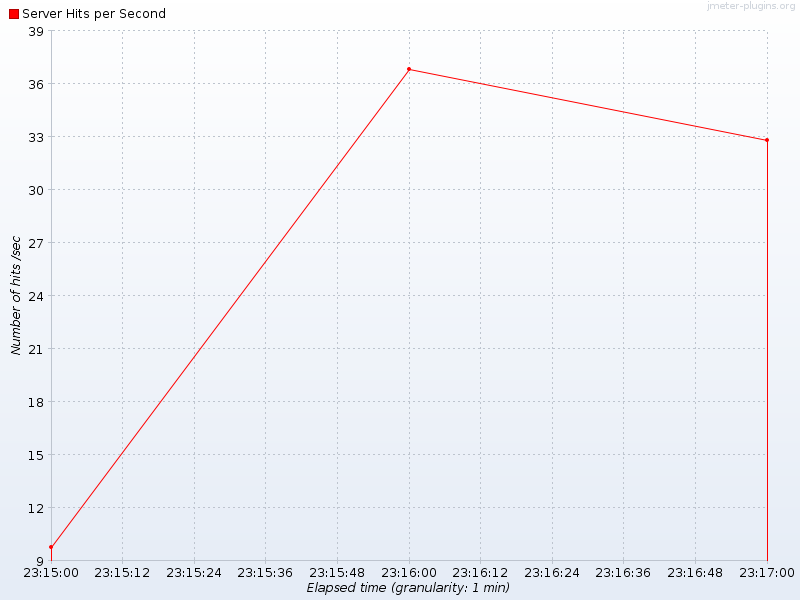 jmeter-plugins.org
Server Hits per Second
39
36
33
30
27
24
21
18
15
12
9
Number of hits /sec
23:15:00 23:15:12 23:15:24 23:15:36 23:15:48 23:16:00 23:16:12 23:16:24 23:16:36 23:16:48 23:17:00
Elapsed time (granularity: 1 min)